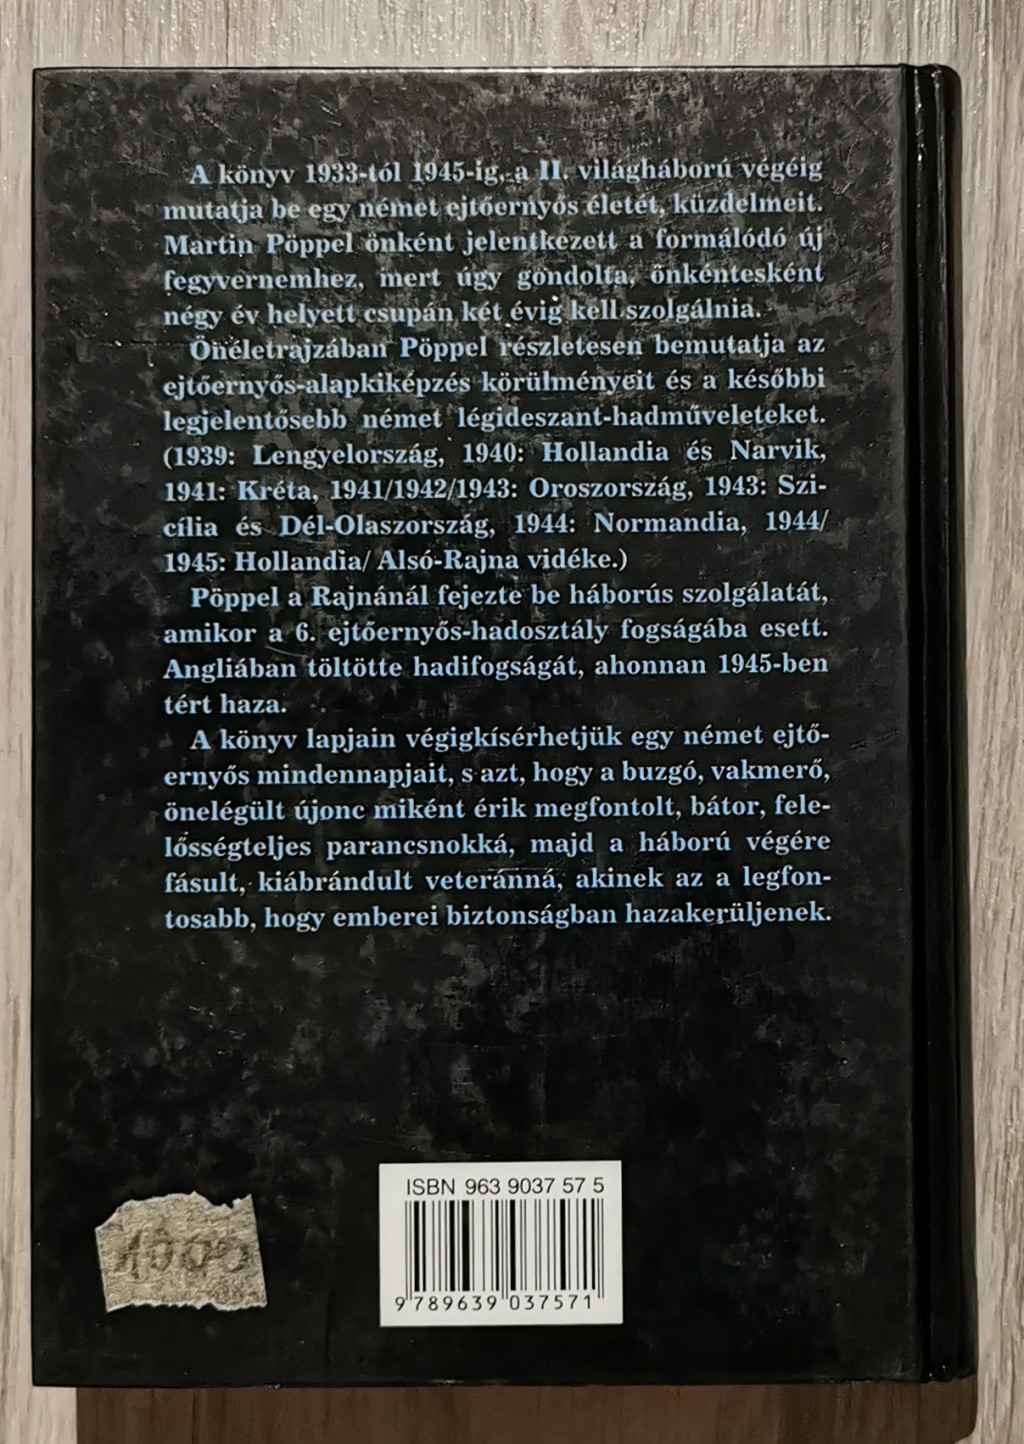 A könyv 1933-tól 1945-ig, a II. világháború végéig
mutatja be egy német ejtőernyős életét, küzdelmeit.
Martin Pöppel önként jelentkezett a formálódó új
fegyvernemhez, mert úgy gondolta, önkéntesként
négy év helyett csupán két évig kell szolgálnia.
Önéletrajzában Pöppel részletesen bemutatja az
ejtőernyős-alapkiképzés körülményeit és a későbbi
legjelentősebb német légideszant-hadműveleteket.
(1939: Lengyelország, 1940: Hollandia és Narvik,
1941: Kréta, 1941/1942/1943: Oroszország, 1943: Szi-
cília és Dél-Olaszország, 1944: Normandia, 1944/
1945: Hollandia/ Alsó-Rajna vidéke.)
Pöppel a Rajnánál fejezte be háborús szolgálatát,
amikor a 6. ejtőernyős-hadosztály fogságába esett.
Angliában töltötte hadifogságát, ahonnan 1945-ben
tért haza.
A könyv lapjain végigkísérhetjük egy német ejtő-
ernyős mindennapjait, s azt, hogy a buzgó, vakmerő,
önelégült újonc miként érik megfontolt, bátor, fele-
lősségteljes parancsnokká, majd a háború végére
fásult, kiábrándult veteránná, akinek az a legfon-
tosabb, hogy emberei biztonságban hazakerüljenek.
ISBN 963 9037 57 5
9 789639 037571